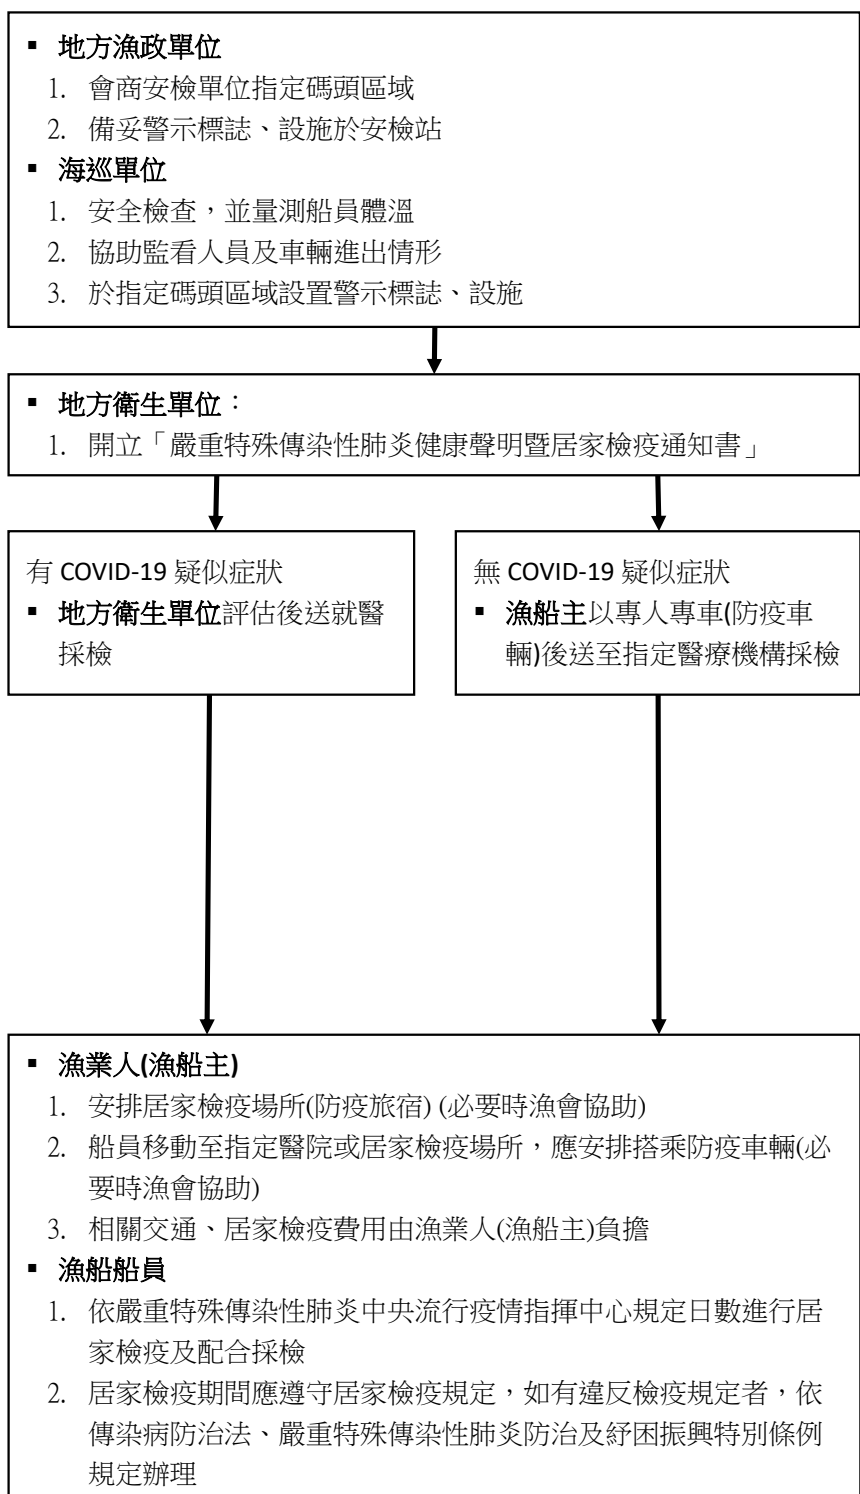 ▪ 地方漁政單位
1. 會商安檢單位指定碼頭區域
2. 備妥警示標誌、設施於安檢站
▪ 海巡單位
1. 安全檢查，並量測船員體溫
2. 協助監看人員及車輛進出情形
3. 於指定碼頭區域設置警示標誌、設施
▪ 地方衛生單位：
1. 開立「嚴重特殊傳染性肺炎健康聲明暨居家檢疫通知書」
有 COVID-19 疑似症狀
▪ 地方衛生單位評估後送就醫
採檢
無 COVID-19 疑似症狀
▪ 漁船主以專人專車(防疫車
輛)後送至指定醫療機構採檢
▪ 漁業人(漁船主)
1. 安排居家檢疫場所(防疫旅宿) (必要時漁會協助)
2. 船員移動至指定醫院或居家檢疫場所，應安排搭乘防疫車輛(必
要時漁會協助)
3. 相關交通、居家檢疫費用由漁業人(漁船主)負擔
▪ 漁船船員
1. 依嚴重特殊傳染性肺炎中央流行疫情指揮中心規定日數進行居
家檢疫及配合採檢
2. 居家檢疫期間應遵守居家檢疫規定，如有違反檢疫規定者，依
傳染病防治法、嚴重特殊傳染性肺炎防治及紓困振興特別條例
規定辦理